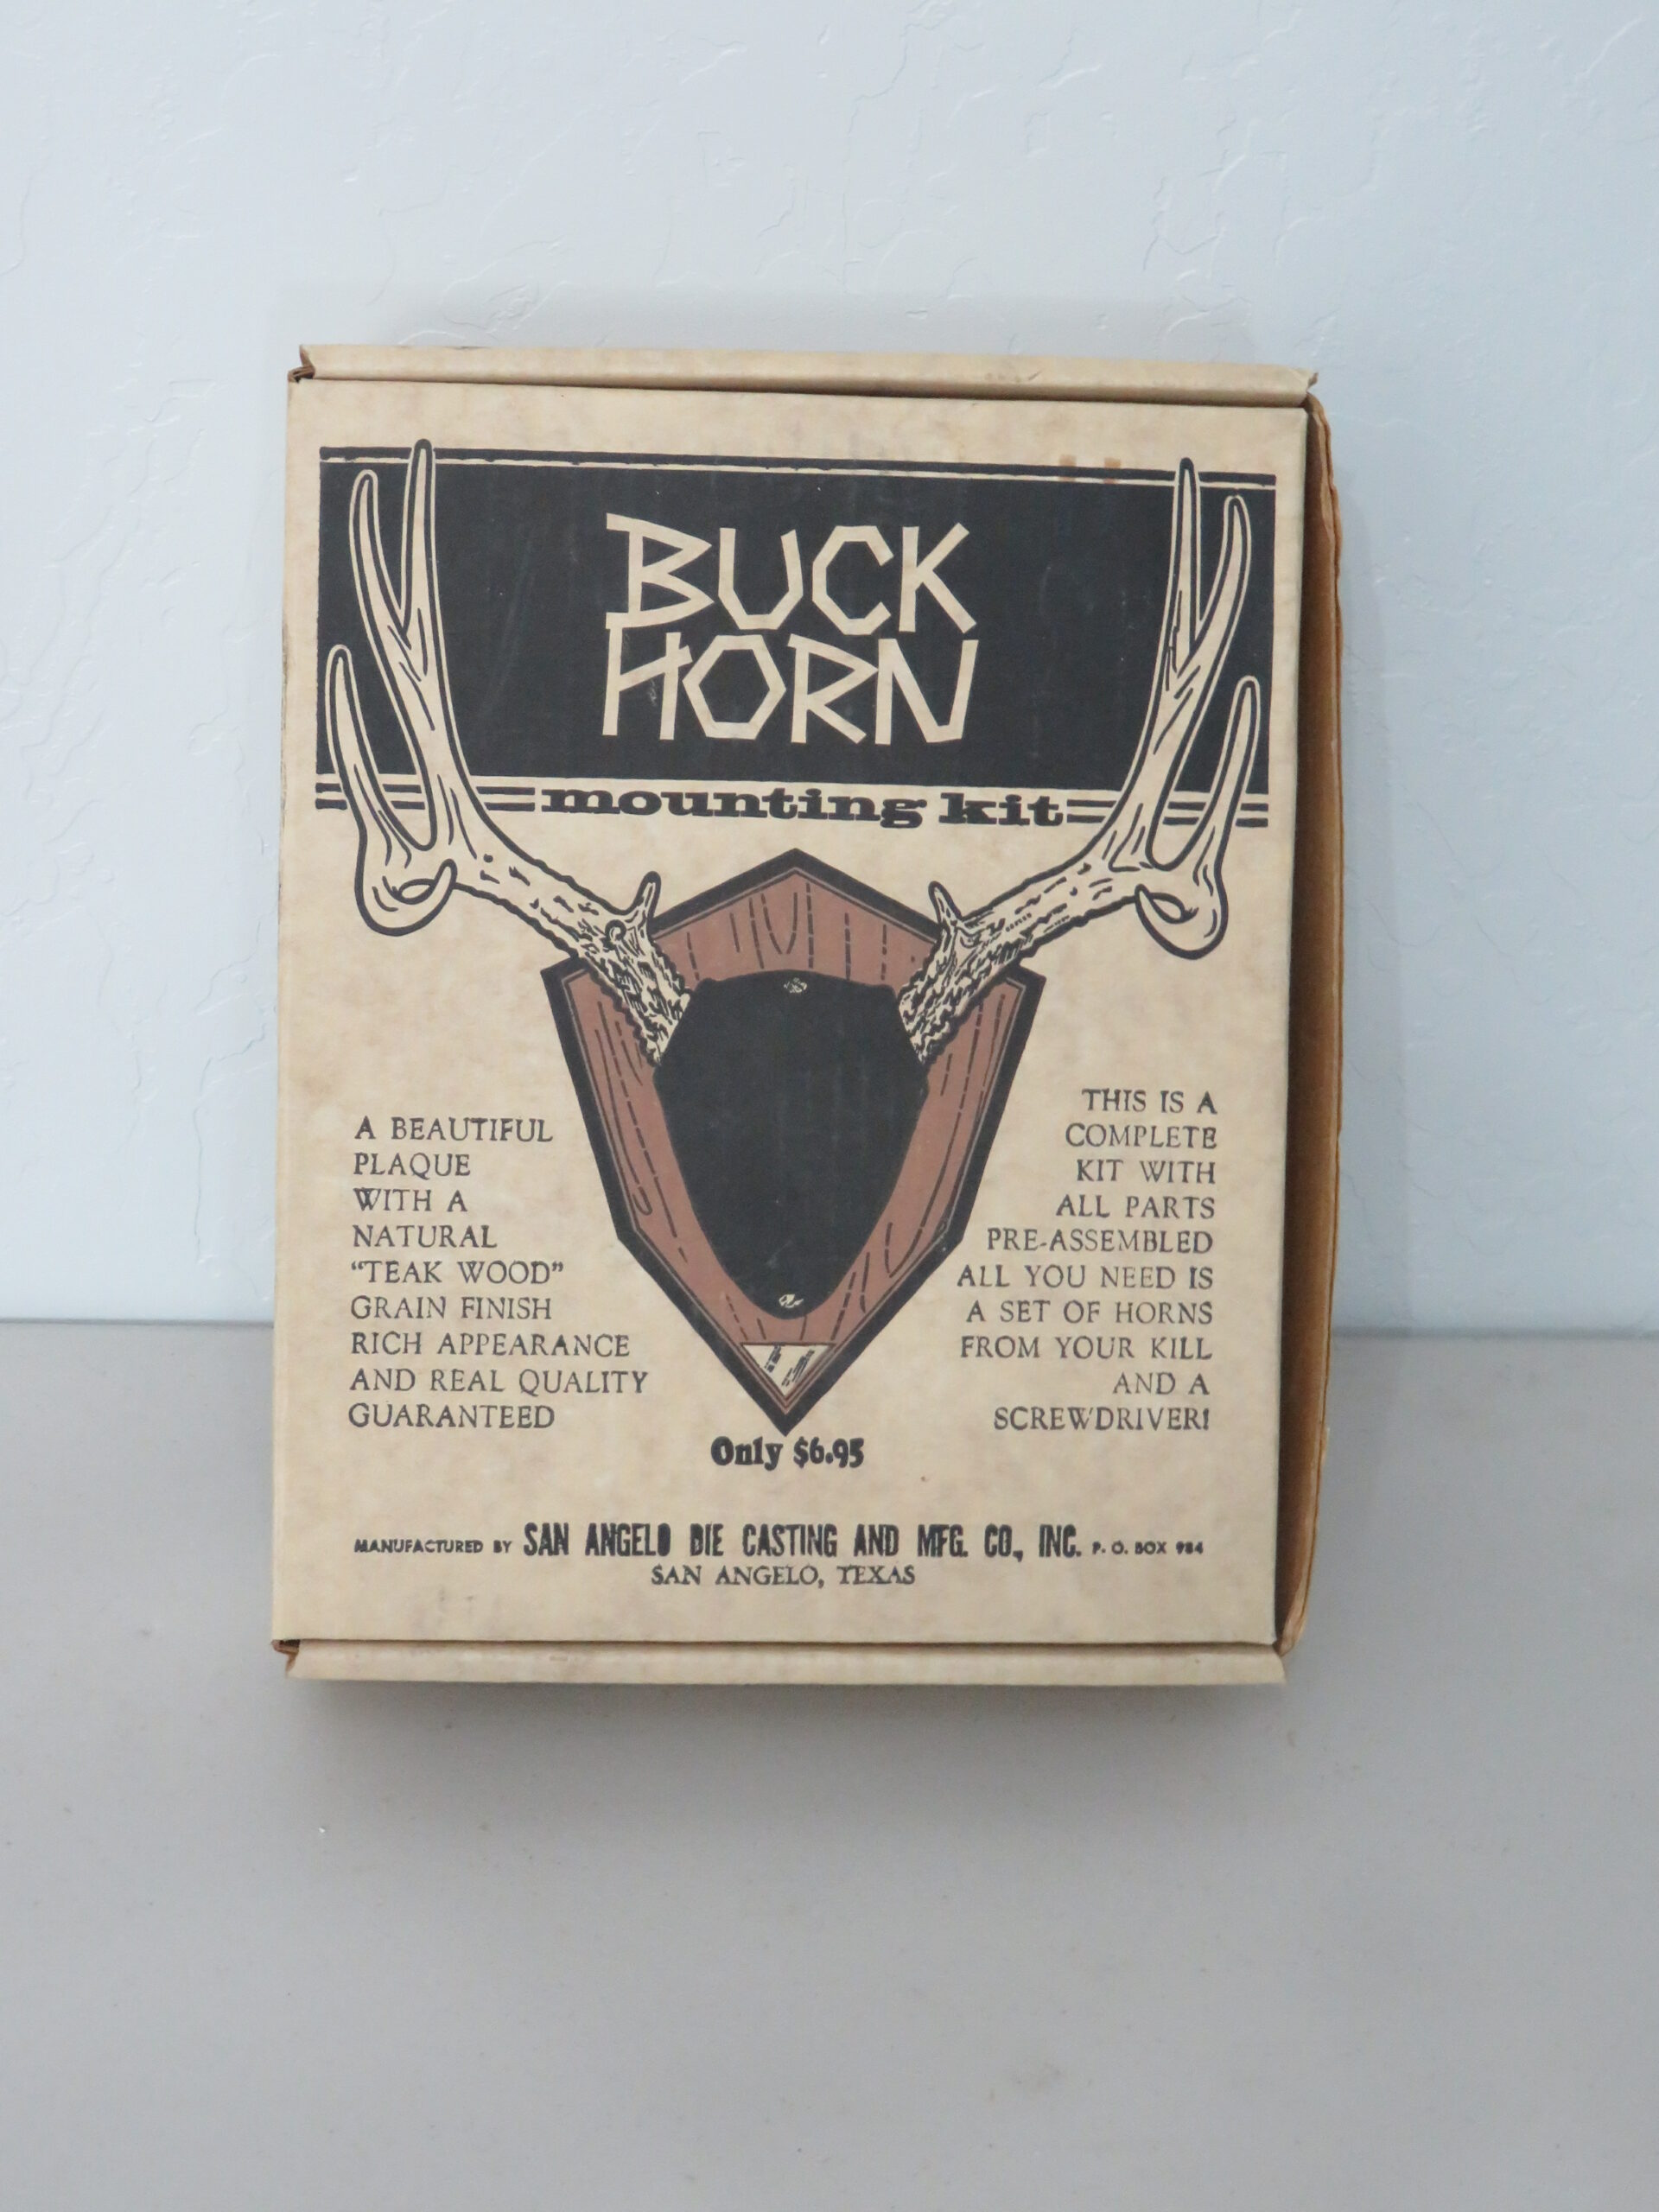 BUCK
HORN
mounting kit
A BEAUTIFUL
PLAQUE
WITH A
NATURAL
“TEAK WOOD”
GRAIN FINISH
RICH APPEARANCE
AND REAL QUALITY
GUARANTEED
THIS IS A
COMPLETE
KIT WITH
ALL PARTS
PRE-ASSEMBLED
ALL YOU NEED IS
A SET OF HORNS
FROM YOUR KILL
AND A
SCREWDRIVER!
Only $6.95
MANUFACTURED BY SAN ANGELO DIE CASTING AND MFG. CO., INC. P. O. BOX 984
SAN ANGELO, TEXAS